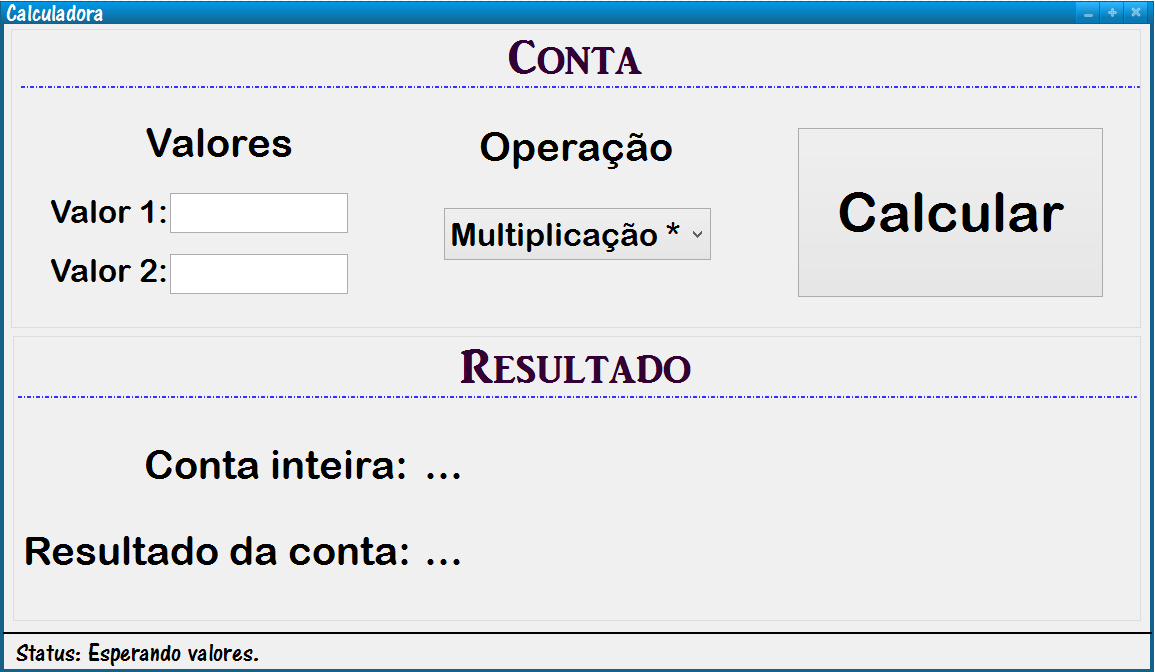 Calculadora
Conta
Valores
Operação
Valor 1:
Multiplicação *
Calcular
Valor 2:
Resultado
Conta inteira: ...
Resultado da conta: ...
Status: Esperando valores.